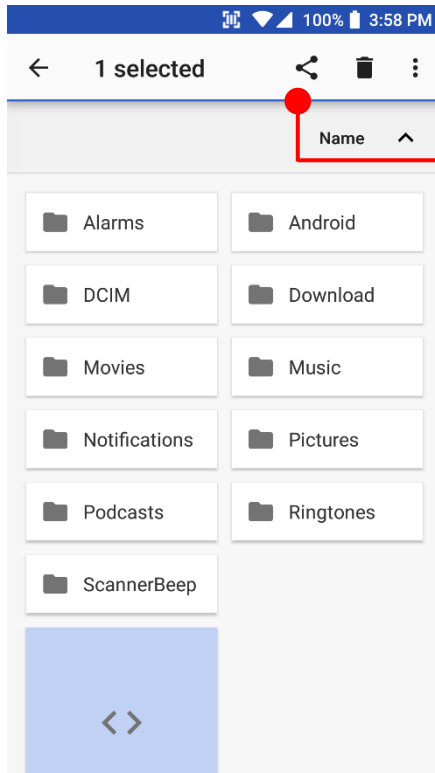 100% 3:58 PM
1 selected
Name
Alarms Android
DCIM Download
Movies Music
Notifications Pictures
Podcasts Ringtones
ScannerBeep